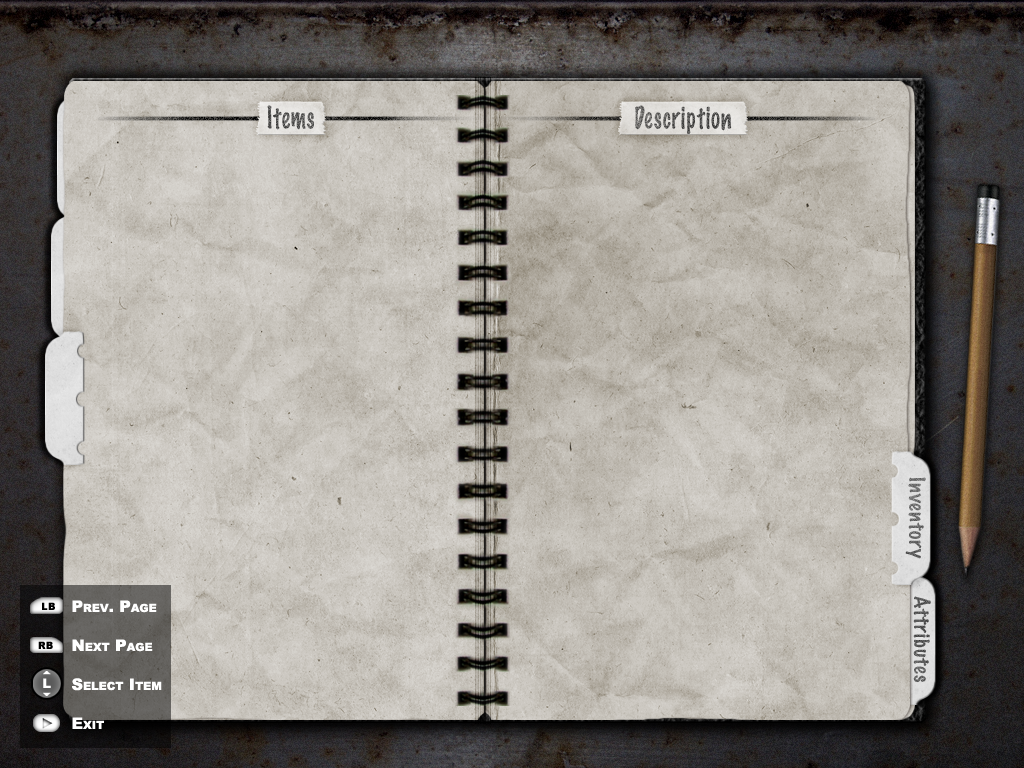 Items
Description
Inventory
Attributes
LB PREV. PAGE
RB NEXT PAGE
L SELECT ITEM
EXIT